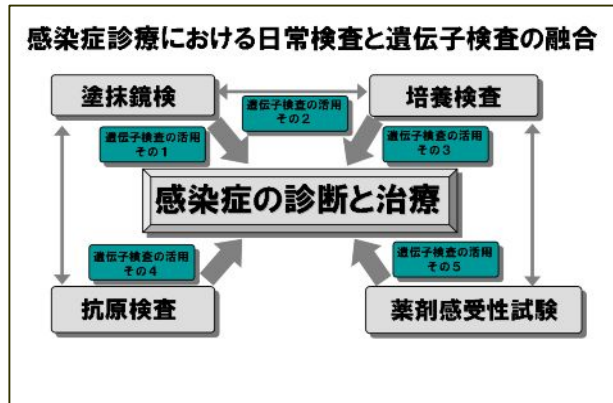 感染症診療における日常検査と遺伝子検査の融合
塗抹鏡検
培養検査
遺伝子検査の活用
その1
遺伝子検査の活用
その2
遺伝子検査の活用
その3
感染症の診断と治療
遺伝子検査の活用
その4
遺伝子検査の活用
その5
抗原検査
薬剤感受性試験